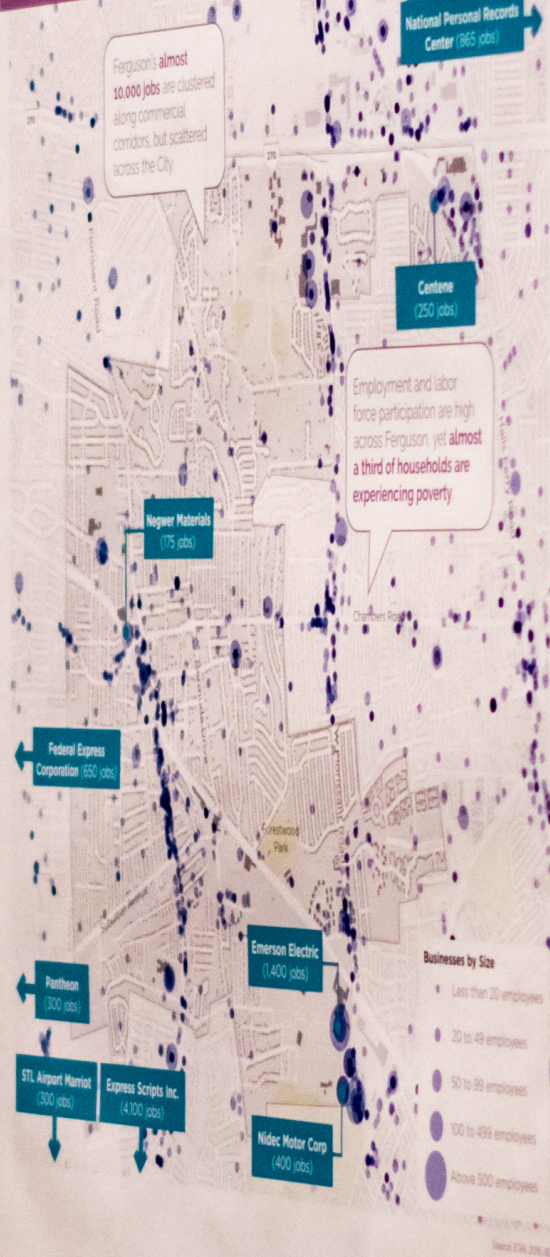 National Personal Records
Center (865 jobs)
Ferguson's almost
10,000 jobs are clustered
along commercial
corridors, but scattered
across the City
270
270
Florissant Road
Centene
(250 jobs)
Employment and labor
force participation are high
across Ferguson, yet almost
a third of households are
experiencing poverty
Negwer Materials
(175 jobs)
Chambers Road
Federal Express
Corporation (650 jobs)
Forestwood
Park
Emerson Electric
(1,400 jobs)
Pantheon
(300 jobs)
STL Airport Marriot
(300 jobs)
Express Scripts Inc.
(4,100 jobs)
Nidec Motor Corp
(400 jobs)
Businesses by Size
Less than 20 employees
20 to 49 employees
50 to 99 employees
100 to 499 employees
Above 500 employees